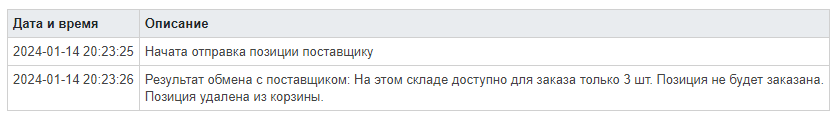 Дата и время Описание
2024-01-14 20:23:25 Начата отправка позиции поставщику
2024-01-14 20:23:26 Результат обмена с поставщиком: На этом складе доступно для заказа только 3 шт. Позиция не будет заказана.
Позиция удалена из корзины.